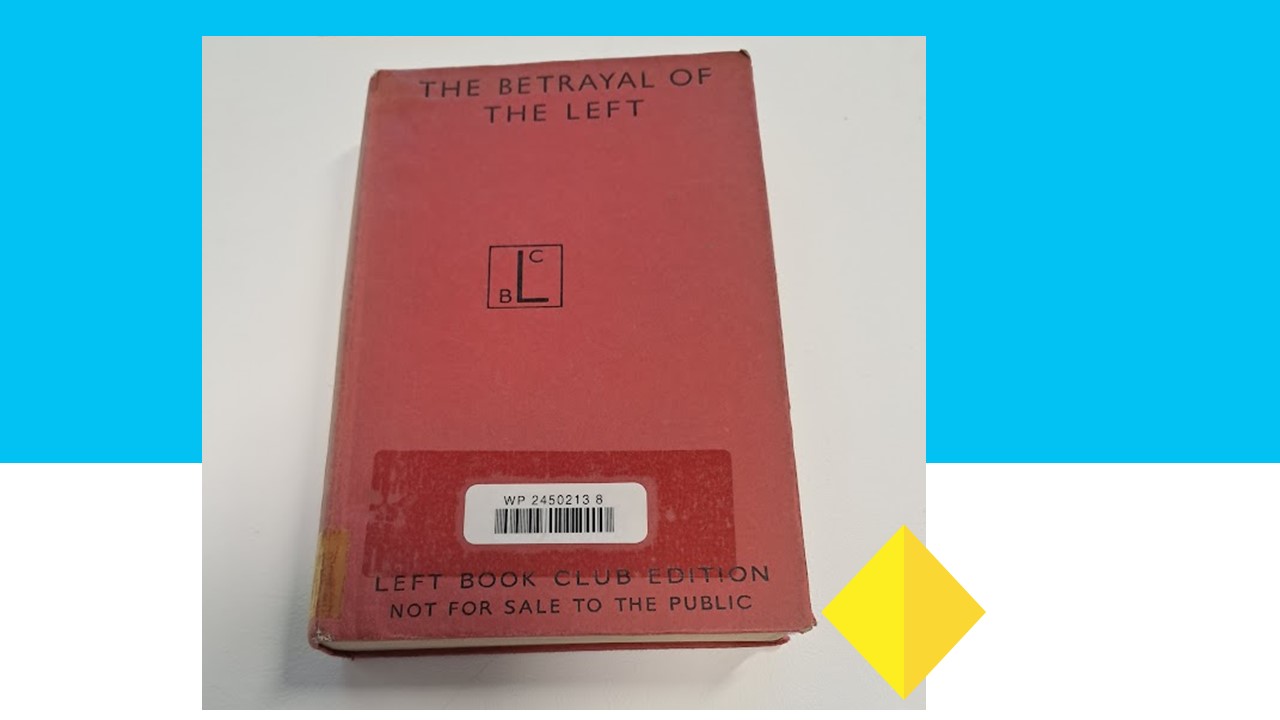 THE BETRAYAL OF
THE LEFT
C
B L
WP 2450213 8
LEFT BOOK CLUB EDITION
NOT FOR SALE TO THE PUBLIC